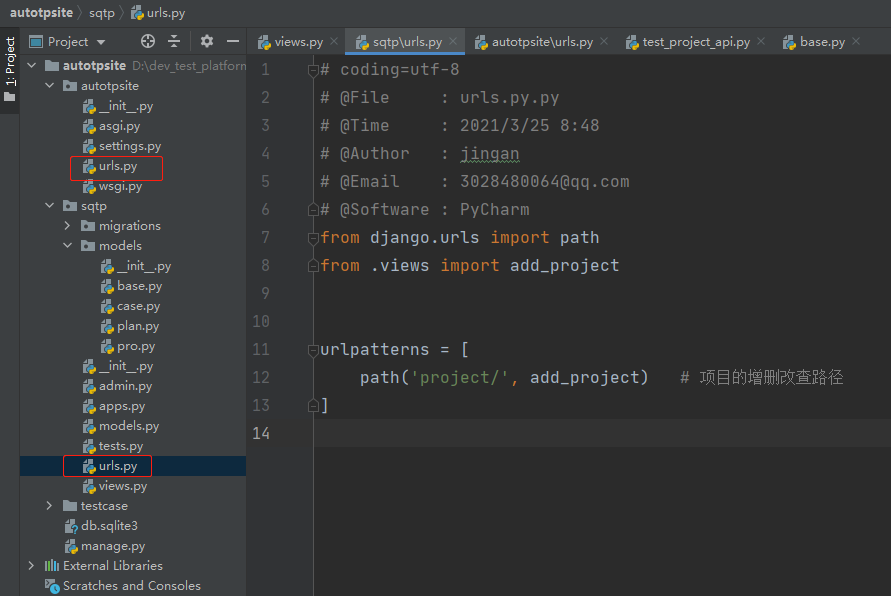 autotpsite sqtp urls.py
1: Project
Project
views.py sqtp\urls.py autotpsite\urls.py test_project_api.py base.py
autotpsite D:\dev_test_platform
autotpsite
__init__.py
asgi.py
settings.py
urls.py
wsgi.py
sqtp
migrations
models
__init__.py
base.py
case.py
plan.py
pro.py
__init__.py
admin.py
apps.py
models.py
tests.py
urls.py
views.py
testcase
db.sqlite3
manage.py
External Libraries
Scratches and Consoles
1 # coding=utf-8
2 # @File     : urls.py.py
3 # @Time     : 2021/3/25 8:48
4 # @Author   : jingan
5 # @Email    : 3028480064@qq.com
6 # @Software : PyCharm
7 from django.urls import path
8 from .views import add_project
9
10
11 urlpatterns = [
12     path('project/', add_project)   # 项目的增删改查路径
13 ]
14